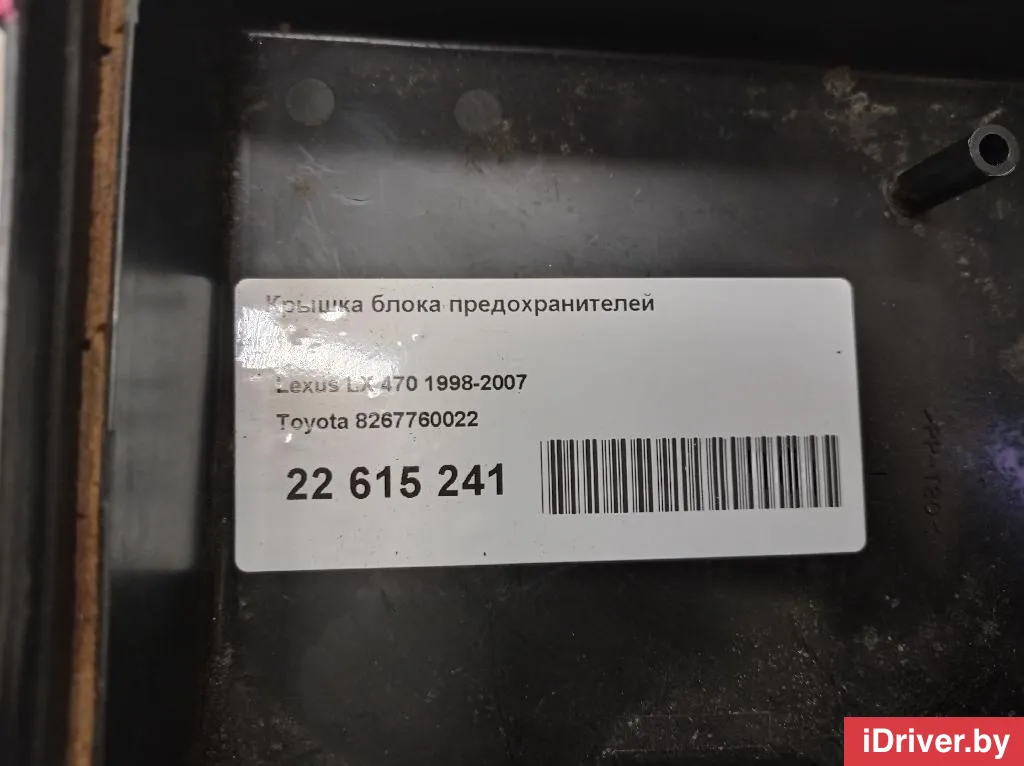 Крышка блока предохранителей
Lexus LX 470 1998-2007
Toyota 8267760022
22 615 241
iDriver.by